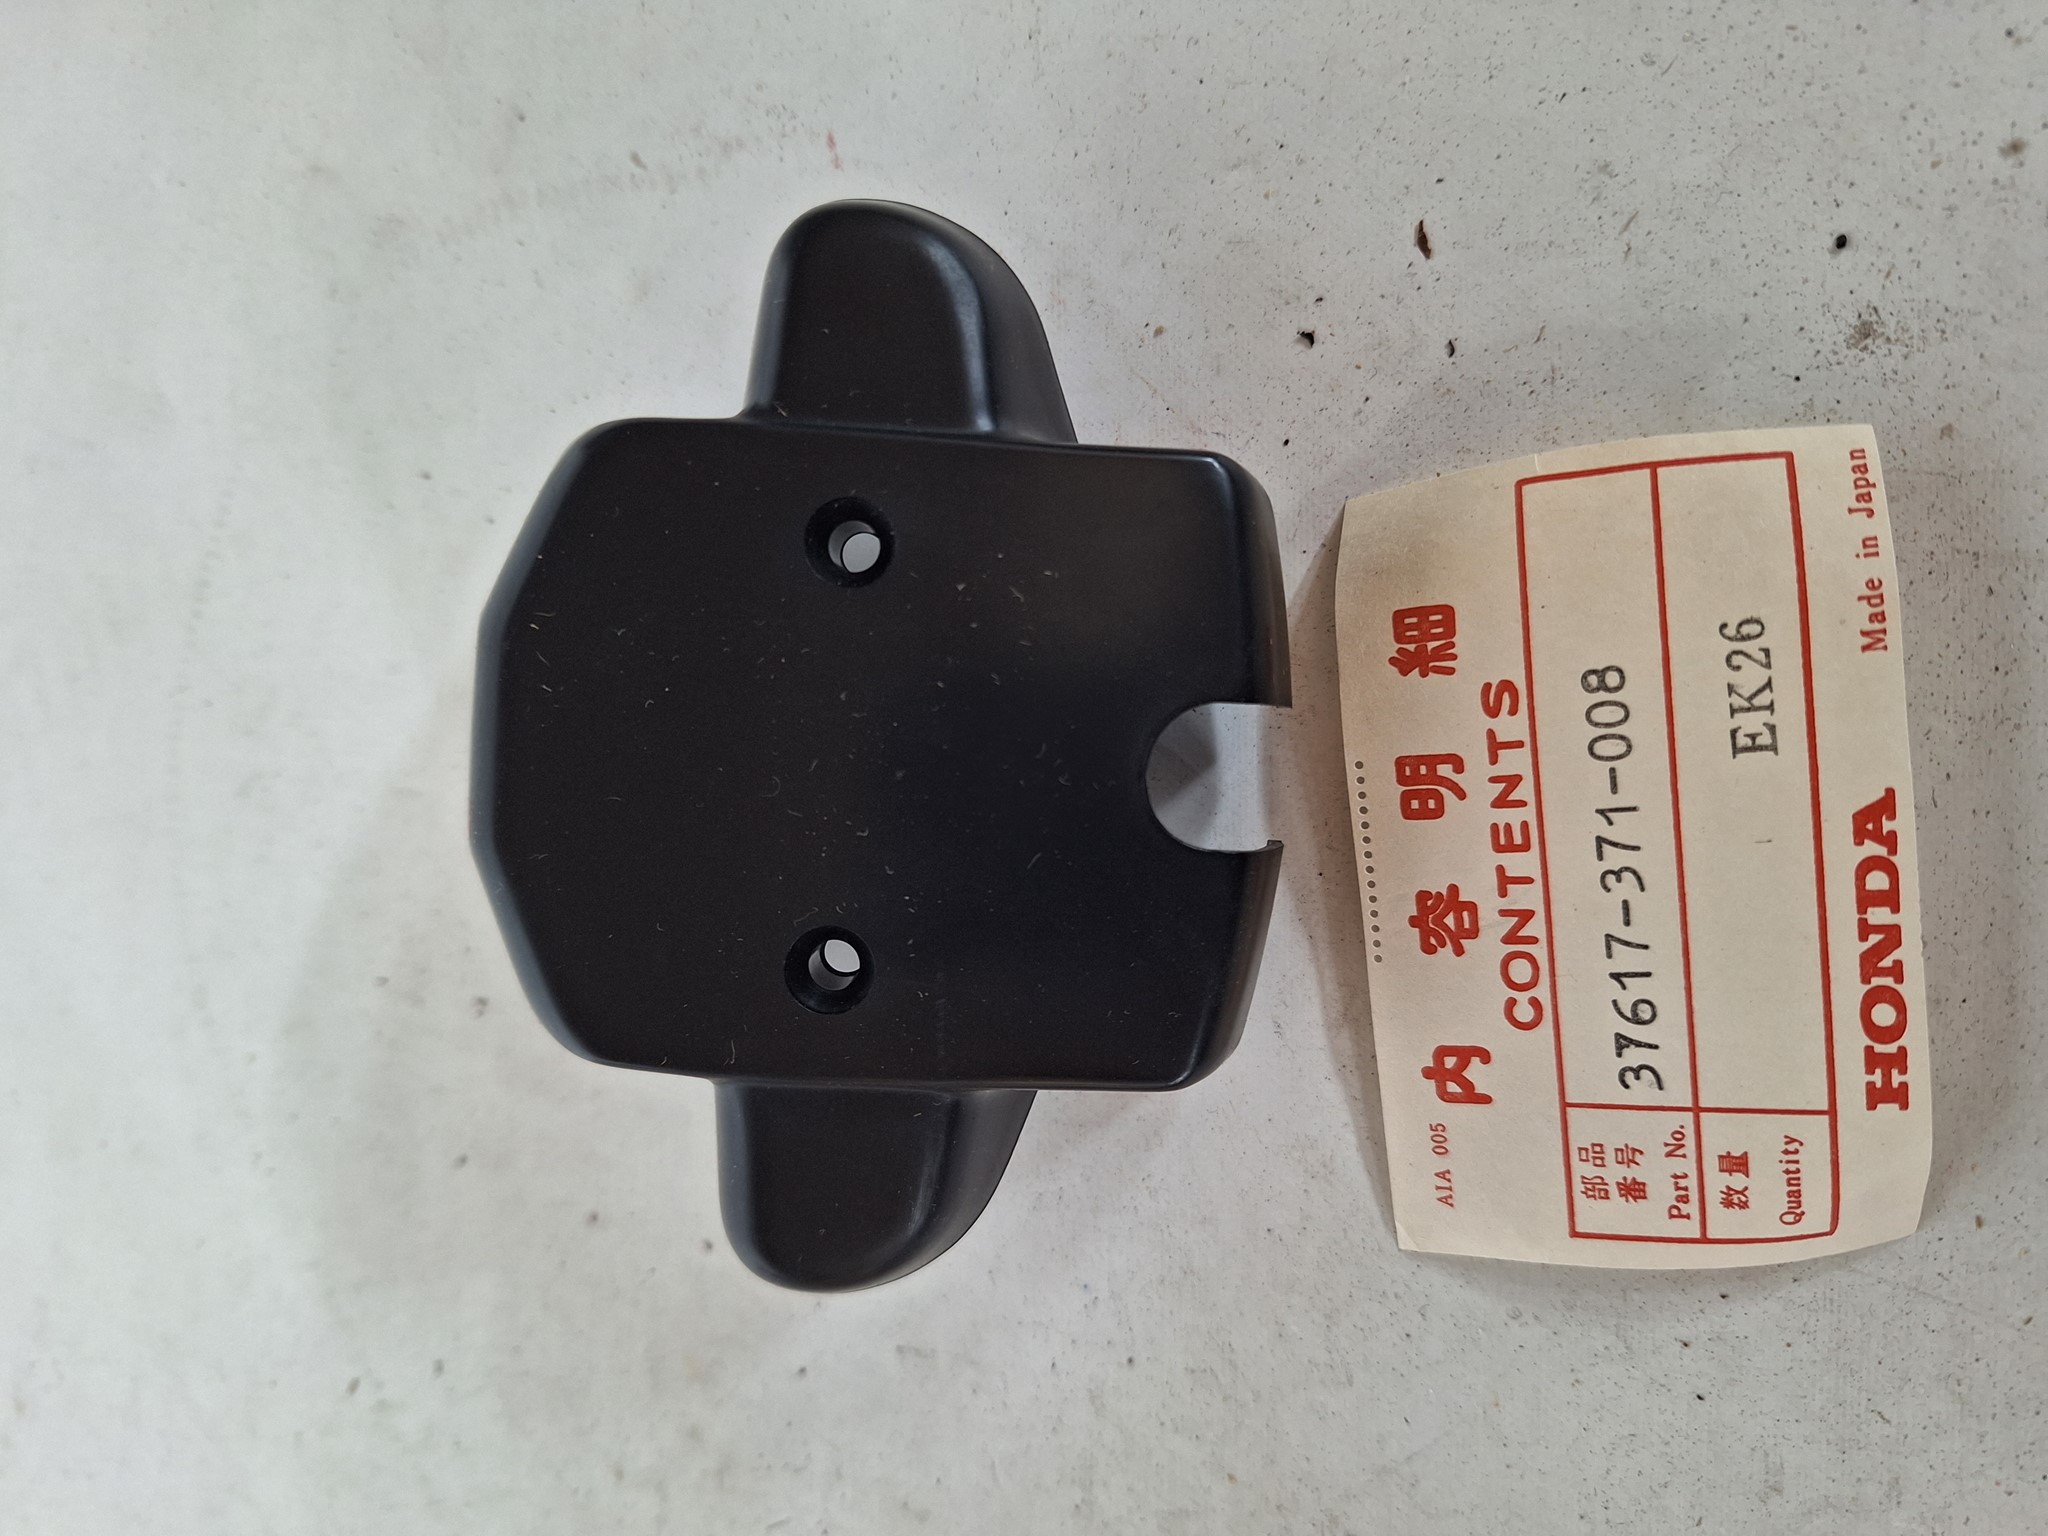 AIA 005
内容明細
CONTENTS
部品
番号
Part No.
37617-371-008
数量
Quantity
EK26
HONDA
Made in Japan